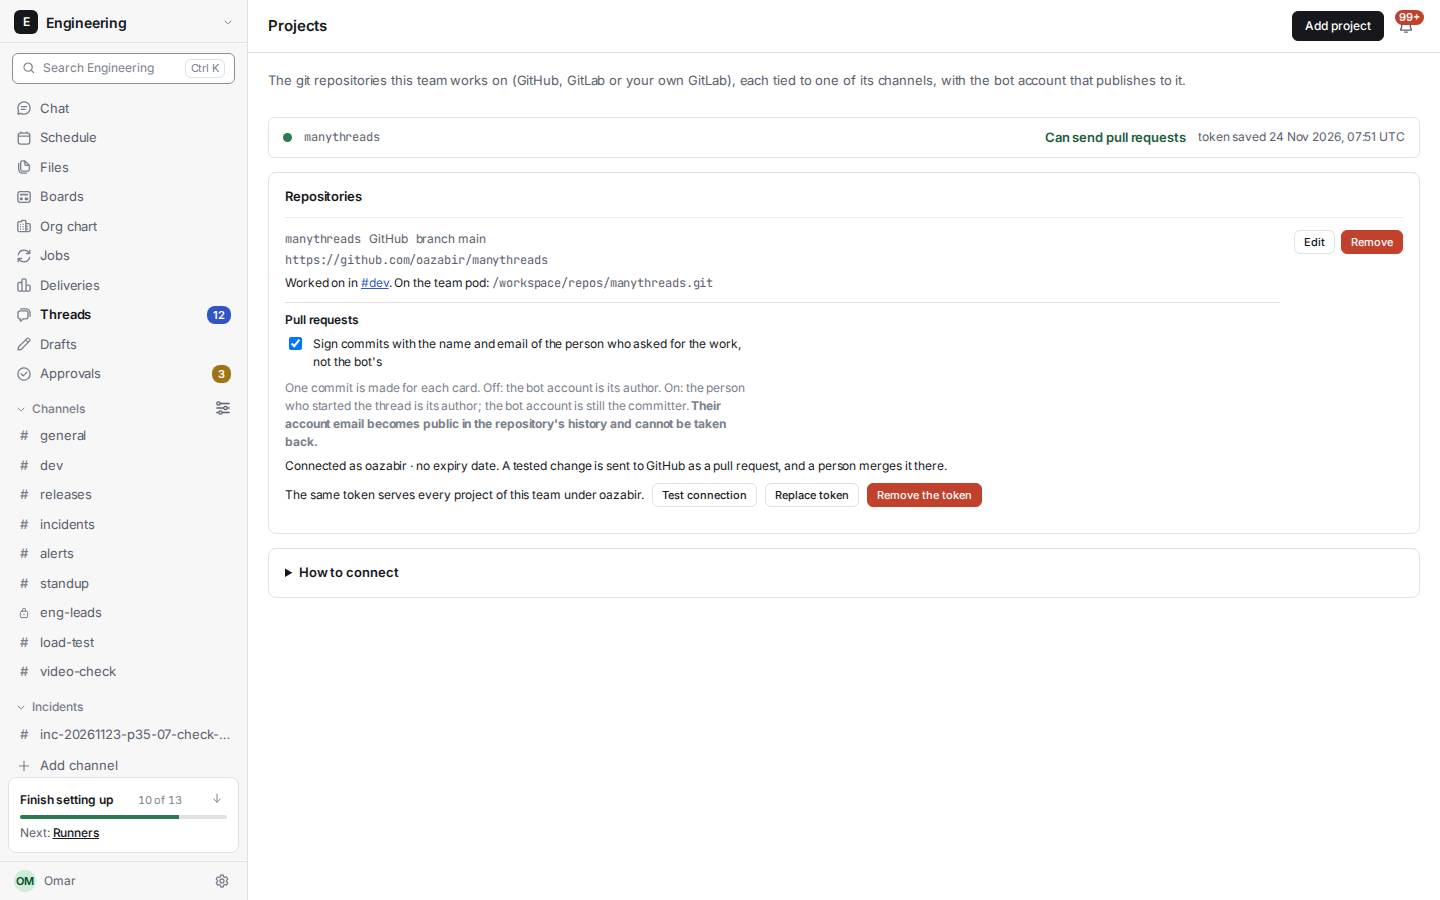 E Engineering
Search Engineering Ctrl K
Chat
Schedule
Files
Boards
Org chart
Jobs
Deliveries
Threads 12
Drafts
Approvals 3
Channels
# general
# dev
# releases
# incidents
# alerts
# standup
eng-leads
# load-test
# video-check
Incidents
# inc-20261123-p35-07-check-...
+ Add channel
Finish setting up 10 of 13
Next: Runners
OM Omar
Projects
Add project
99+
The git repositories this team works on (GitHub, GitLab or your own GitLab), each tied to one of its channels, with the bot account that publishes to it.
manythreads Can send pull requests token saved 24 Nov 2026, 07:51 UTC
Repositories
manythreads GitHub branch main Edit Remove
https://github.com/oazabir/manythreads
Worked on in #dev. On the team pod: /workspace/repos/manythreads.git
Pull requests
Sign commits with the name and email of the person who asked for the work,
not the bot's
One commit is made for each card. Off: the bot account is its author. On: the person
who started the thread is its author; the bot account is still the committer. Their
account email becomes public in the repository's history and cannot be taken
back.
Connected as oazabir · no expiry date. A tested change is sent to GitHub as a pull request, and a person merges it there.
The same token serves every project of this team under oazabir. Test connection Replace token Remove the token
How to connect